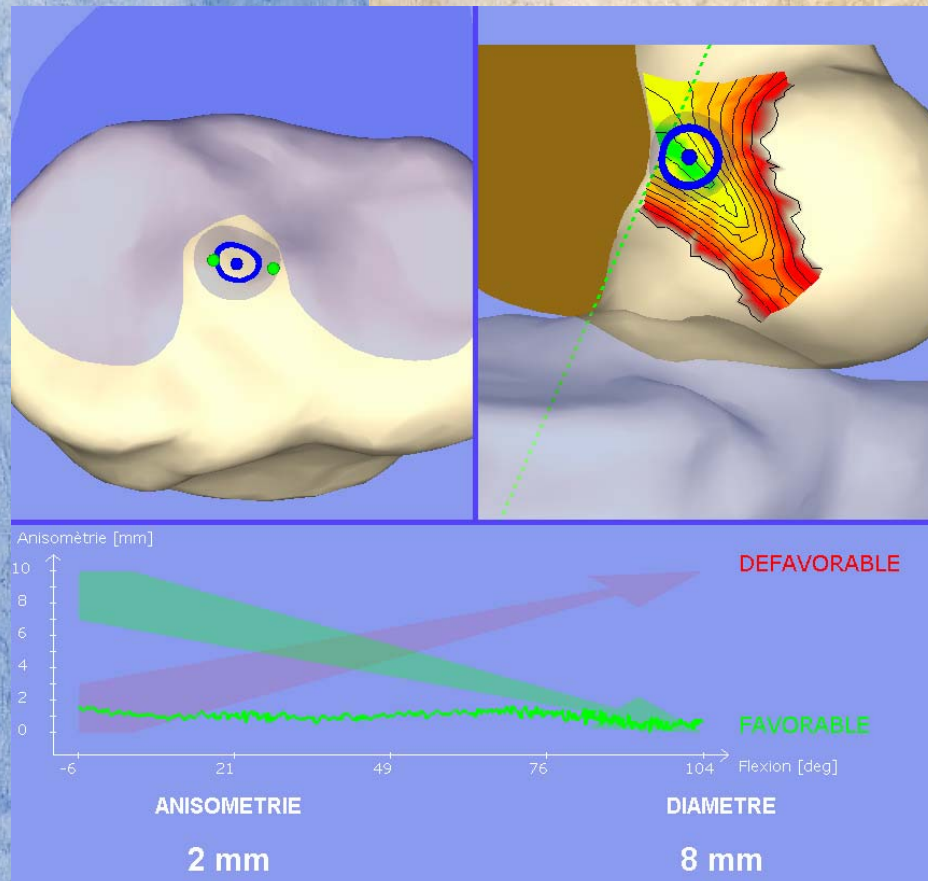 Anisomètrie [mm]
10
8
6
4
2
0
DEFAVORABLE
FAVORABLE
-6 21 49 76 104 Flexion [deg]
ANISOMETRIE DIAMETRE
2 mm 8 mm